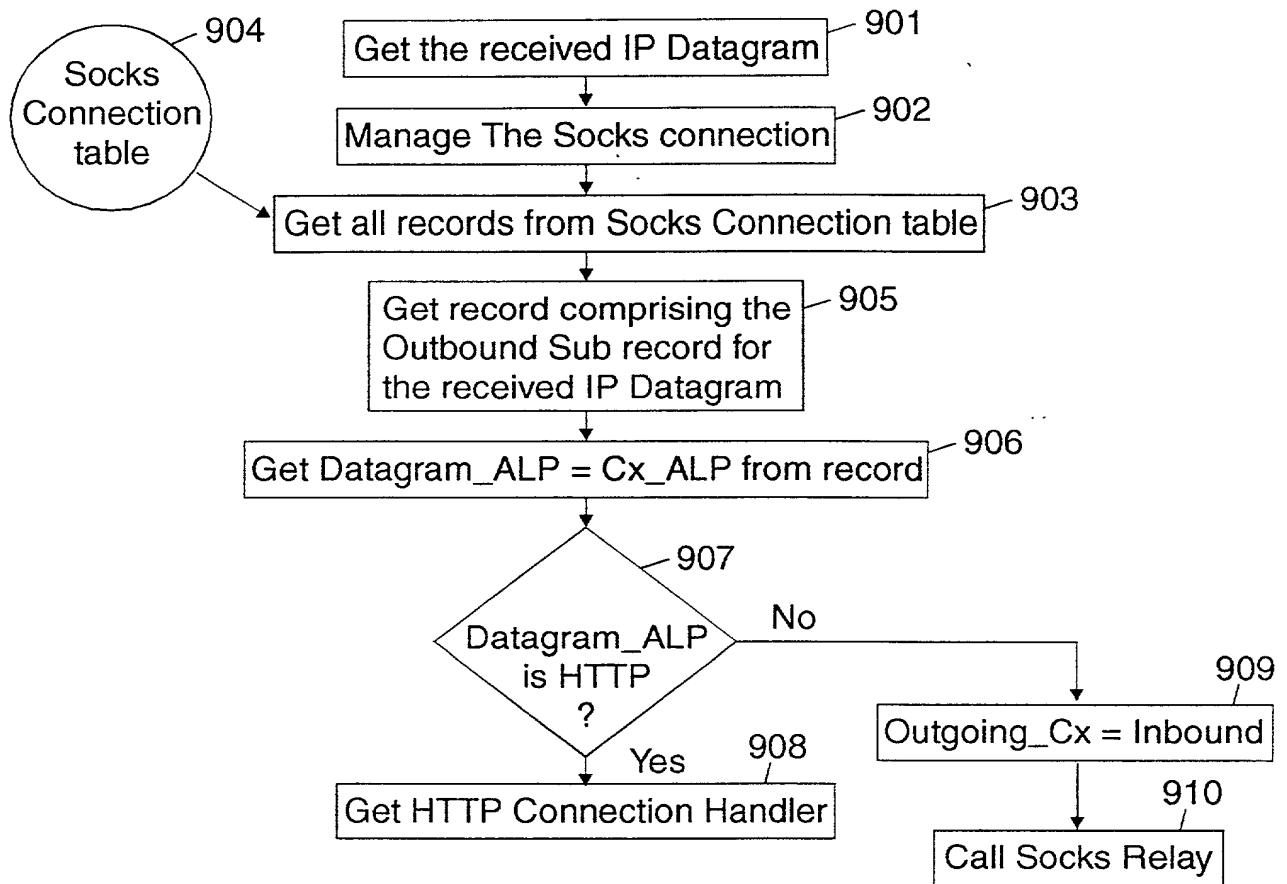 904
Socks
Connection
table
901
Get the received IP Datagram
902
Manage The Socks connection
903
Get all records from Socks Connection table
905
Get record comprising the
Outbound Sub record for
the received IP Datagram
906
Get Datagram_ALP = Cx_ALP from record
907
Datagram_ALP
is HTTP
?
No
Yes
908
Get HTTP Connection Handler
909
Outgoing_Cx = Inbound
910
Call Socks Relay